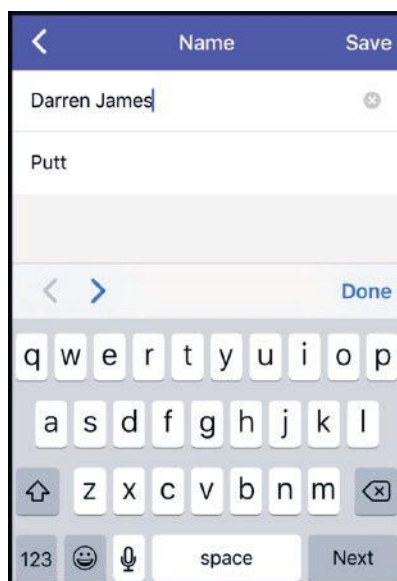 Name Save
Darren James
Putt
Done
q w e r t y u i o p
a s d f g h j k l
z x c v b n m
123 space Next